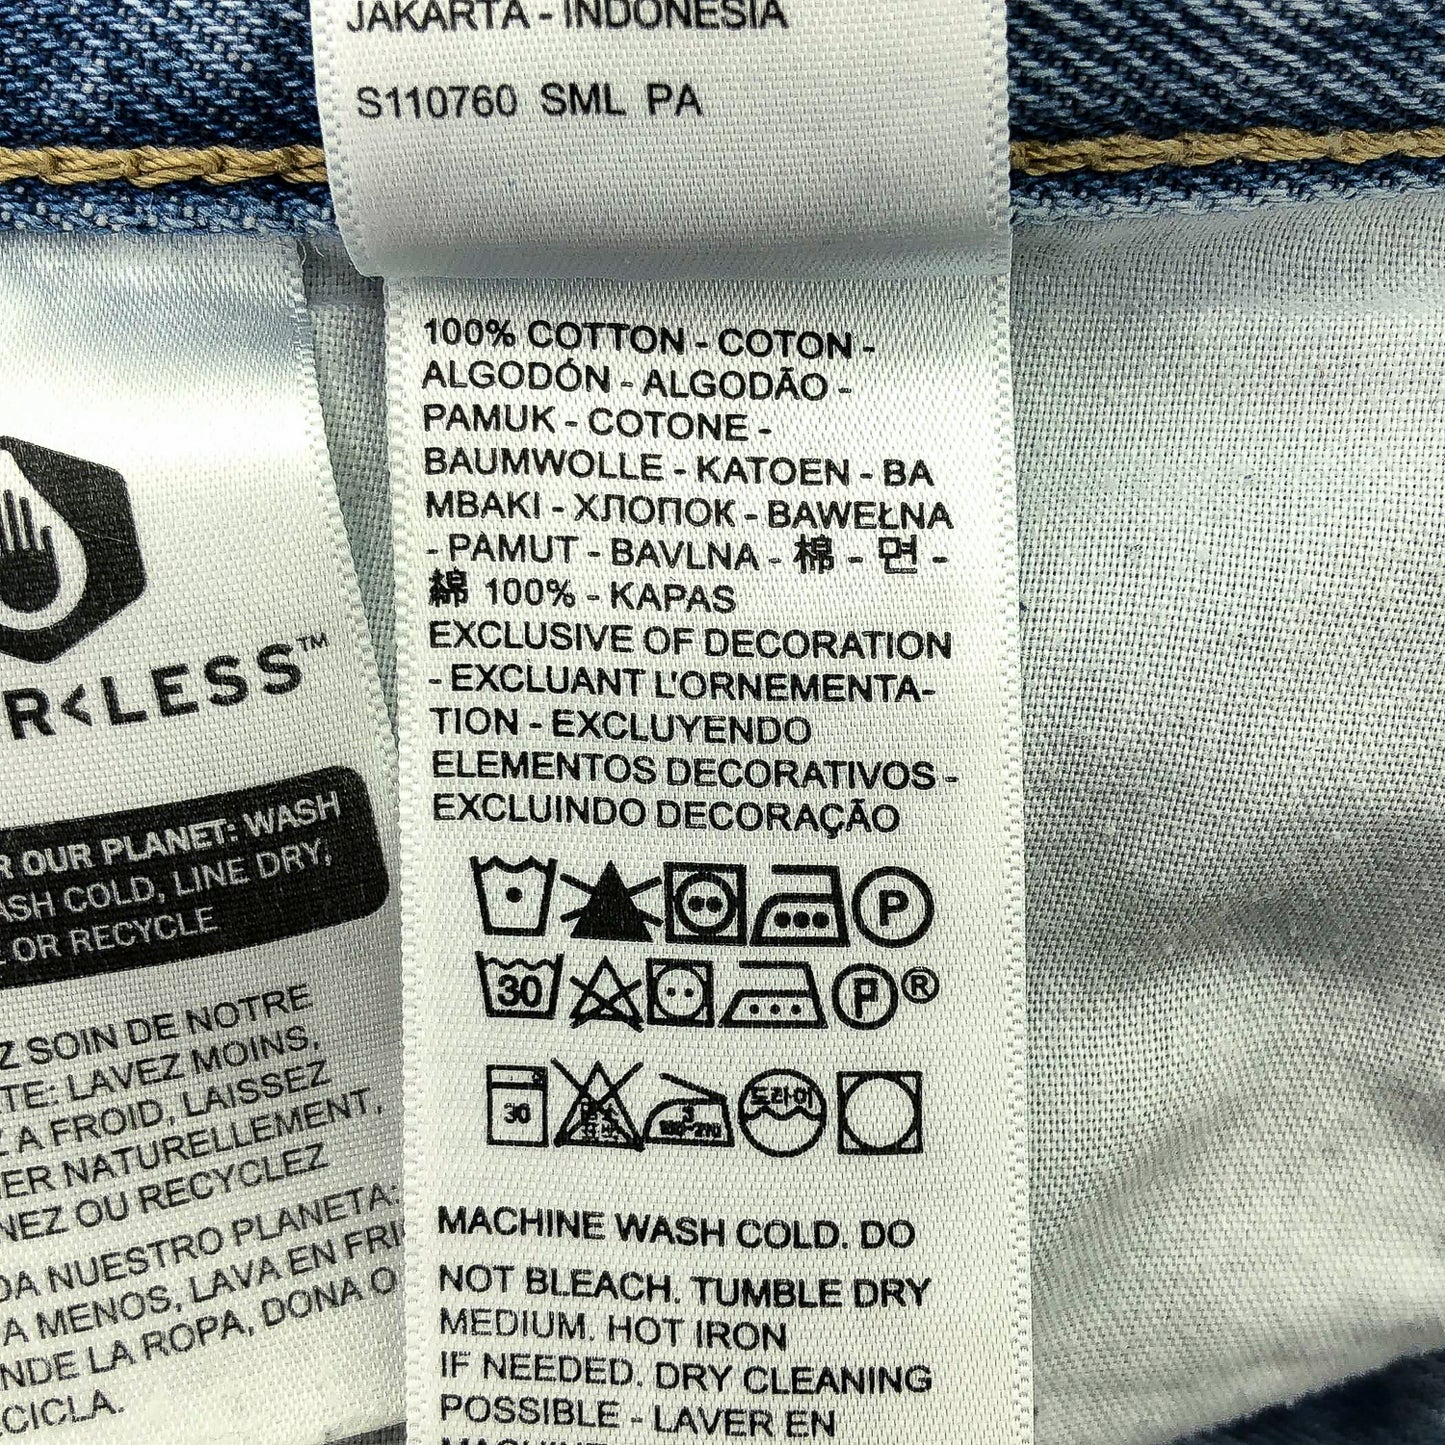 JAKARTA - INDONESIA
S110760 SML PA
100% COTTON - COTON -
ALGODÓN - ALGODÃO -
PAMUK - COTONE -
BAUMWOLLE - KATOEN - BA
MBAKI - ХЛОПОК - BAWEŁNA
- PAMUT - BAVLNA - 棉 - 면 -
綿 100% - KAPAS
EXCLUSIVE OF DECORATION
- EXCLUANT L'ORNEMENTA-
TION - EXCLUYENDO
ELEMENTOS DECORATIVOS -
EXCLUINDO DECORAÇÃO
P
30 P ®
30 3 드라이
MACHINE WASH COLD. DO
NOT BLEACH. TUMBLE DRY
MEDIUM. HOT IRON
IF NEEDED. DRY CLEANING
POSSIBLE - LAVER EN
R<LESS™
R OUR PLANET: WASH
ASH COLD, LINE DRY,
OR RECYCLE
Z SOIN DE NOTRE
TE: LAVEZ MOINS,
Z A FROID, LAISSEZ
ER NATURELLEMENT,
NEZ OU RECYCLEZ
DA NUESTRO PLANETA:
A MENOS, LAVA EN FRI
NDE LA ROPA, DONA O
CICLA.